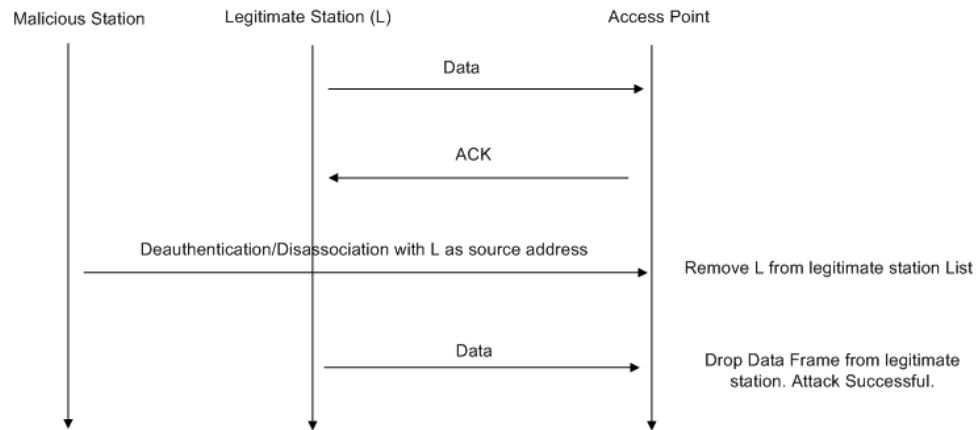 Malicious Station
Legitimate Station (L)
Access Point
Data
ACK
Deauthentication/Disassociation with L as source address
Remove L from legitimate station List
Data
Drop Data Frame from legitimate
station. Attack Successful.